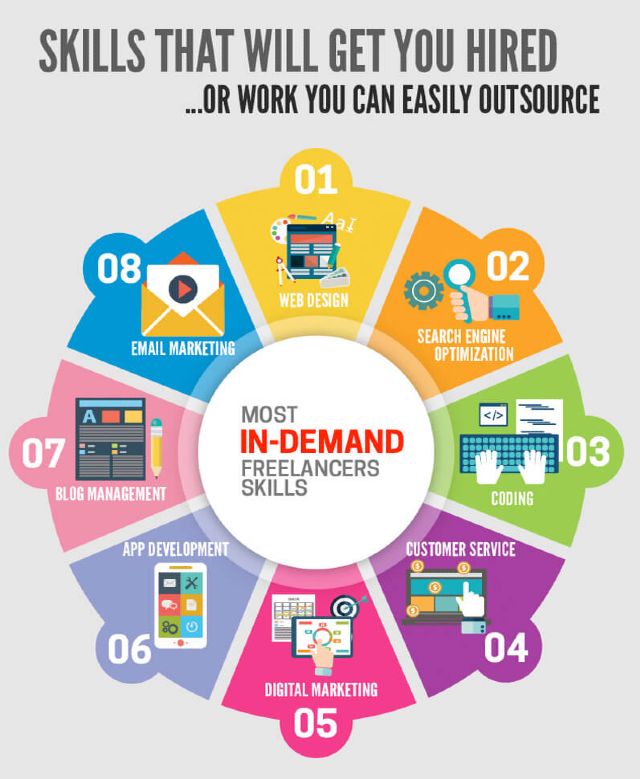 SKILLS THAT WILL GET YOU HIRED
...OR WORK YOU CAN EASILY OUTSOURCE
01
AaI
WEB DESIGN
02
SEARCH ENGINE
OPTIMIZATION
03
</>
CODING
04
CUSTOMER SERVICE
05
DIGITAL MARKETING
06
APP DEVELOPMENT
07
A
BLOG MANAGEMENT
08
EMAIL MARKETING
MOST
IN-DEMAND
FREELANCERS
SKILLS